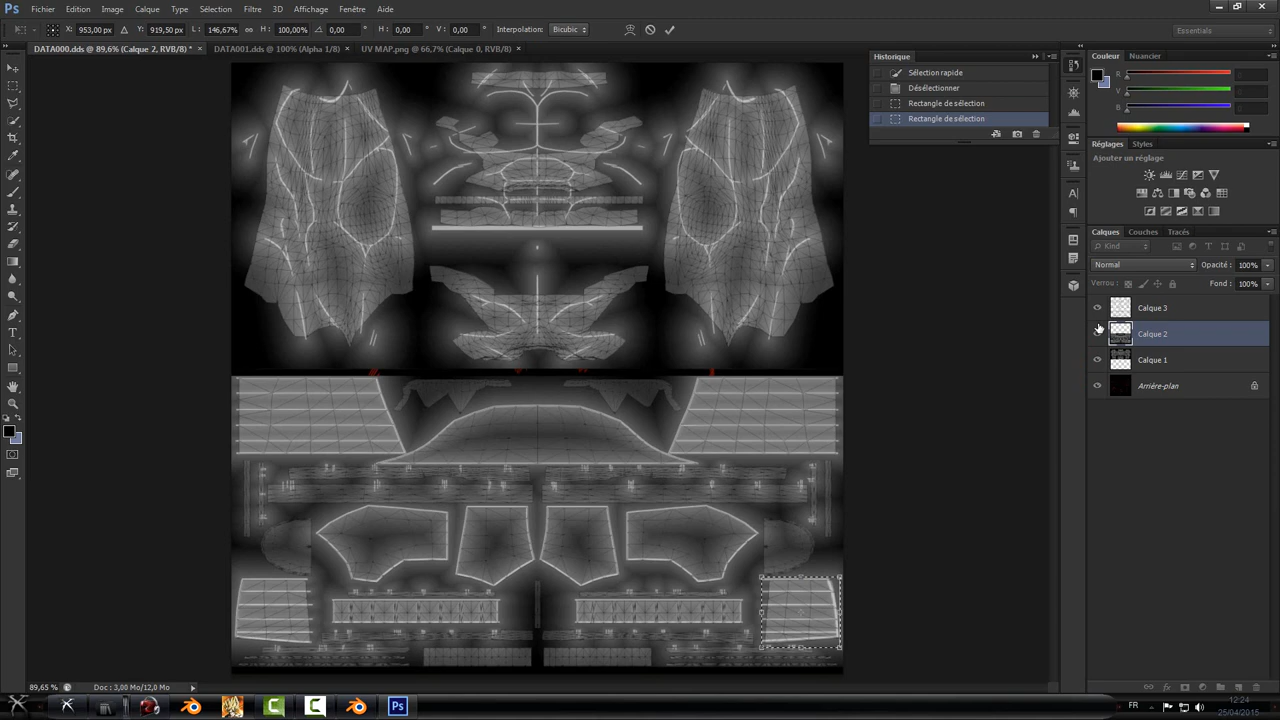 Ps Fichier Edition Image Calque Type Sélection Filtre 3D Affichage Fenêtre Aide
X: 953,00 px Y: 919,50 px L: 146,67% H: 100,00% 0,00 H: 0,00 V: 0,00 Interpolation: Bicubic Essentials
DATA000.dds @ 89,6% (Calque 2, RVB/8) * × DATA001.dds @ 100% (Alpha 1/8) × UV MAP.png @ 66,7% (Calque 0, RVB/8) ×
Historique
Sélection rapide
Désélectionner
Rectangle de sélection
Rectangle de sélection
Couleur Nuancier
R 0
V 0
B 0
Réglages Styles
Ajouter un réglage
Calques Couches Tracés
Kind
Normal Opacité: 100%
Verrou: Fond: 100%
Calque 3
Calque 2
Calque 1
Arrière-plan
89,65 % Doc : 3,00 Mo/12,0 Mo
FR 12:24
25/04/2015